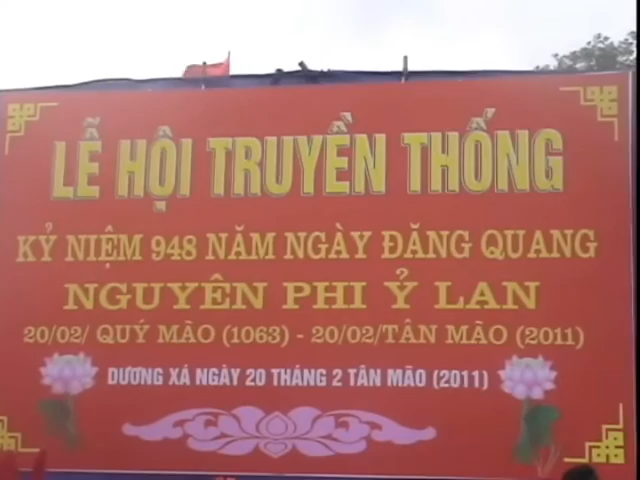 LỄ HỘI TRUYỀN THỐNG
KỶ NIỆM 948 NĂM NGÀY ĐĂNG QUANG
NGUYÊN PHI Ỷ LAN
20/02/ QUÝ MÃO (1063) - 20/02/TÂN MÃO (2011)
DƯƠNG XÁ NGÀY 20 THÁNG 2 TÂN MÃO (2011)